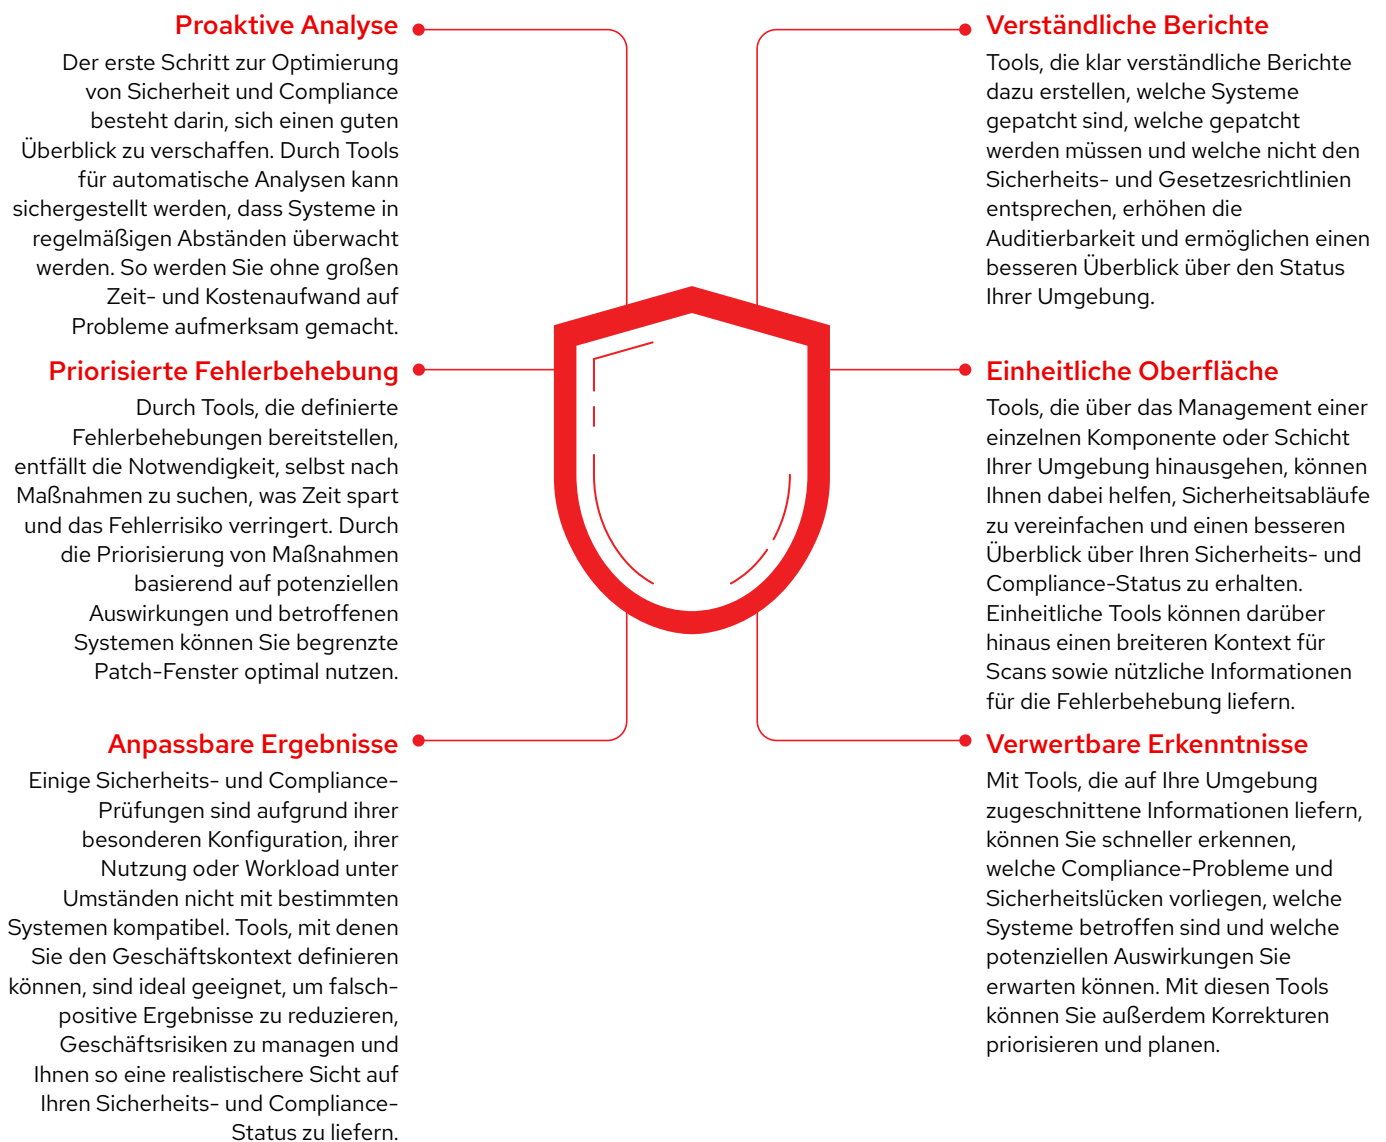 Proaktive Analyse
Der erste Schritt zur Optimierung
von Sicherheit und Compliance
besteht darin, sich einen guten
Überblick zu verschaffen. Durch Tools
für automatische Analysen kann
sichergestellt werden, dass Systeme in
regelmäßigen Abständen überwacht
werden. So werden Sie ohne großen
Zeit- und Kostenaufwand auf
Probleme aufmerksam gemacht.
Priorisierte Fehlerbehebung
Durch Tools, die definierte
Fehlerbehebungen bereitstellen,
entfällt die Notwendigkeit, selbst nach
Maßnahmen zu suchen, was Zeit spart
und das Fehlerrisiko verringert. Durch
die Priorisierung von Maßnahmen
basierend auf potenziellen
Auswirkungen und betroffenen
Systemen können Sie begrenzte
Patch-Fenster optimal nutzen.
Anpassbare Ergebnisse
Einige Sicherheits- und Compliance-
Prüfungen sind aufgrund ihrer
besonderen Konfiguration, ihrer
Nutzung oder Workload unter
Umständen nicht mit bestimmten
Systemen kompatibel. Tools, mit denen
Sie den Geschäftskontext definieren
können, sind ideal geeignet, um falsch-
positive Ergebnisse zu reduzieren,
Geschäftsrisiken zu managen und
Ihnen so eine realistischere Sicht auf
Ihren Sicherheits- und Compliance-
Status zu liefern.
Verständliche Berichte
Tools, die klar verständliche Berichte
dazu erstellen, welche Systeme
gepatcht sind, welche gepatcht
werden müssen und welche nicht den
Sicherheits- und Gesetzesrichtlinien
entsprechen, erhöhen die
Auditierbarkeit und ermöglichen einen
besseren Überblick über den Status
Ihrer Umgebung.
Einheitliche Oberfläche
Tools, die über das Management einer
einzelnen Komponente oder Schicht
Ihrer Umgebung hinausgehen, können
Ihnen dabei helfen, Sicherheitsabläufe
zu vereinfachen und einen besseren
Überblick über Ihren Sicherheits- und
Compliance-Status zu erhalten.
Einheitliche Tools können darüber
hinaus einen breiteren Kontext für
Scans sowie nützliche Informationen
für die Fehlerbehebung liefern.
Verwertbare Erkenntnisse
Mit Tools, die auf Ihre Umgebung
zugeschnittene Informationen liefern,
können Sie schneller erkennen,
welche Compliance-Probleme und
Sicherheitslücken vorliegen, welche
Systeme betroffen sind und welche
potenziellen Auswirkungen Sie
erwarten können. Mit diesen Tools
können Sie außerdem Korrekturen
priorisieren und planen.